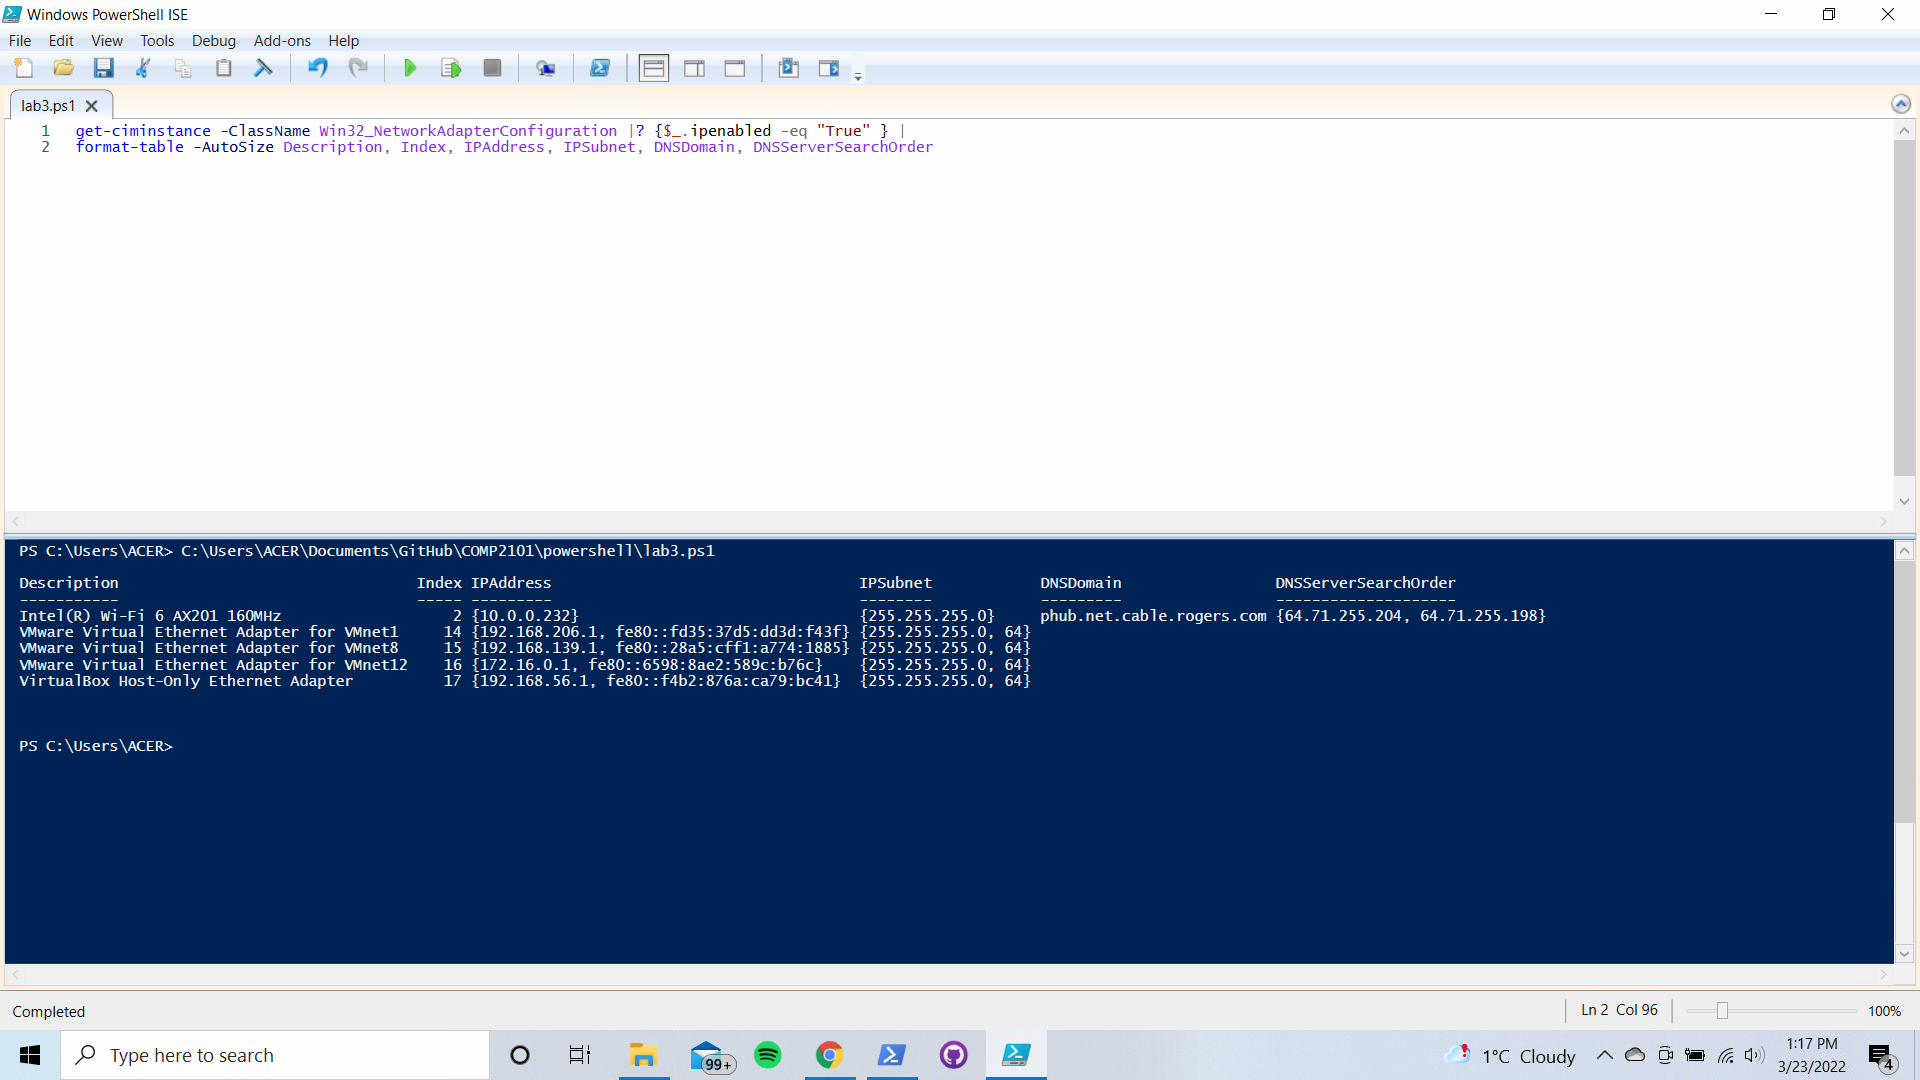 Windows PowerShell ISE
File Edit View Tools Debug Add-ons Help
lab3.ps1
1 get-ciminstance -ClassName Win32_NetworkAdapterConfiguration |? {$_.ipenabled -eq "True" } |
2 format-table -AutoSize Description, Index, IPAddress, IPSubnet, DNSDomain, DNSServerSearchOrder
PS C:\Users\ACER> C:\Users\ACER\Documents\GitHub\COMP2101\powershell\lab3.ps1
Description Index IPAddress IPSubnet DNSDomain DNSServerSearchOrder
----------- ----- --------- -------- --------- --------------------
Intel(R) Wi-Fi 6 AX201 160MHz 2 {10.0.0.232} {255.255.255.0} phub.net.cable.rogers.com {64.71.255.204, 64.71.255.198}
VMware Virtual Ethernet Adapter for VMnet1 14 {192.168.206.1, fe80::fd35:37d5:dd3d:f43f} {255.255.255.0, 64}
VMware Virtual Ethernet Adapter for VMnet8 15 {192.168.139.1, fe80::28a5:cff1:a774:1885} {255.255.255.0, 64}
VMware Virtual Ethernet Adapter for VMnet12 16 {172.16.0.1, fe80::6598:8ae2:589c:b76c} {255.255.255.0, 64}
VirtualBox Host-Only Ethernet Adapter 17 {192.168.56.1, fe80::f4b2:876a:ca79:bc41} {255.255.255.0, 64}
PS C:\Users\ACER>
Completed Ln 2 Col 96 100%
Type here to search 99+ 1°C Cloudy 1:17 PM
3/23/2022 4